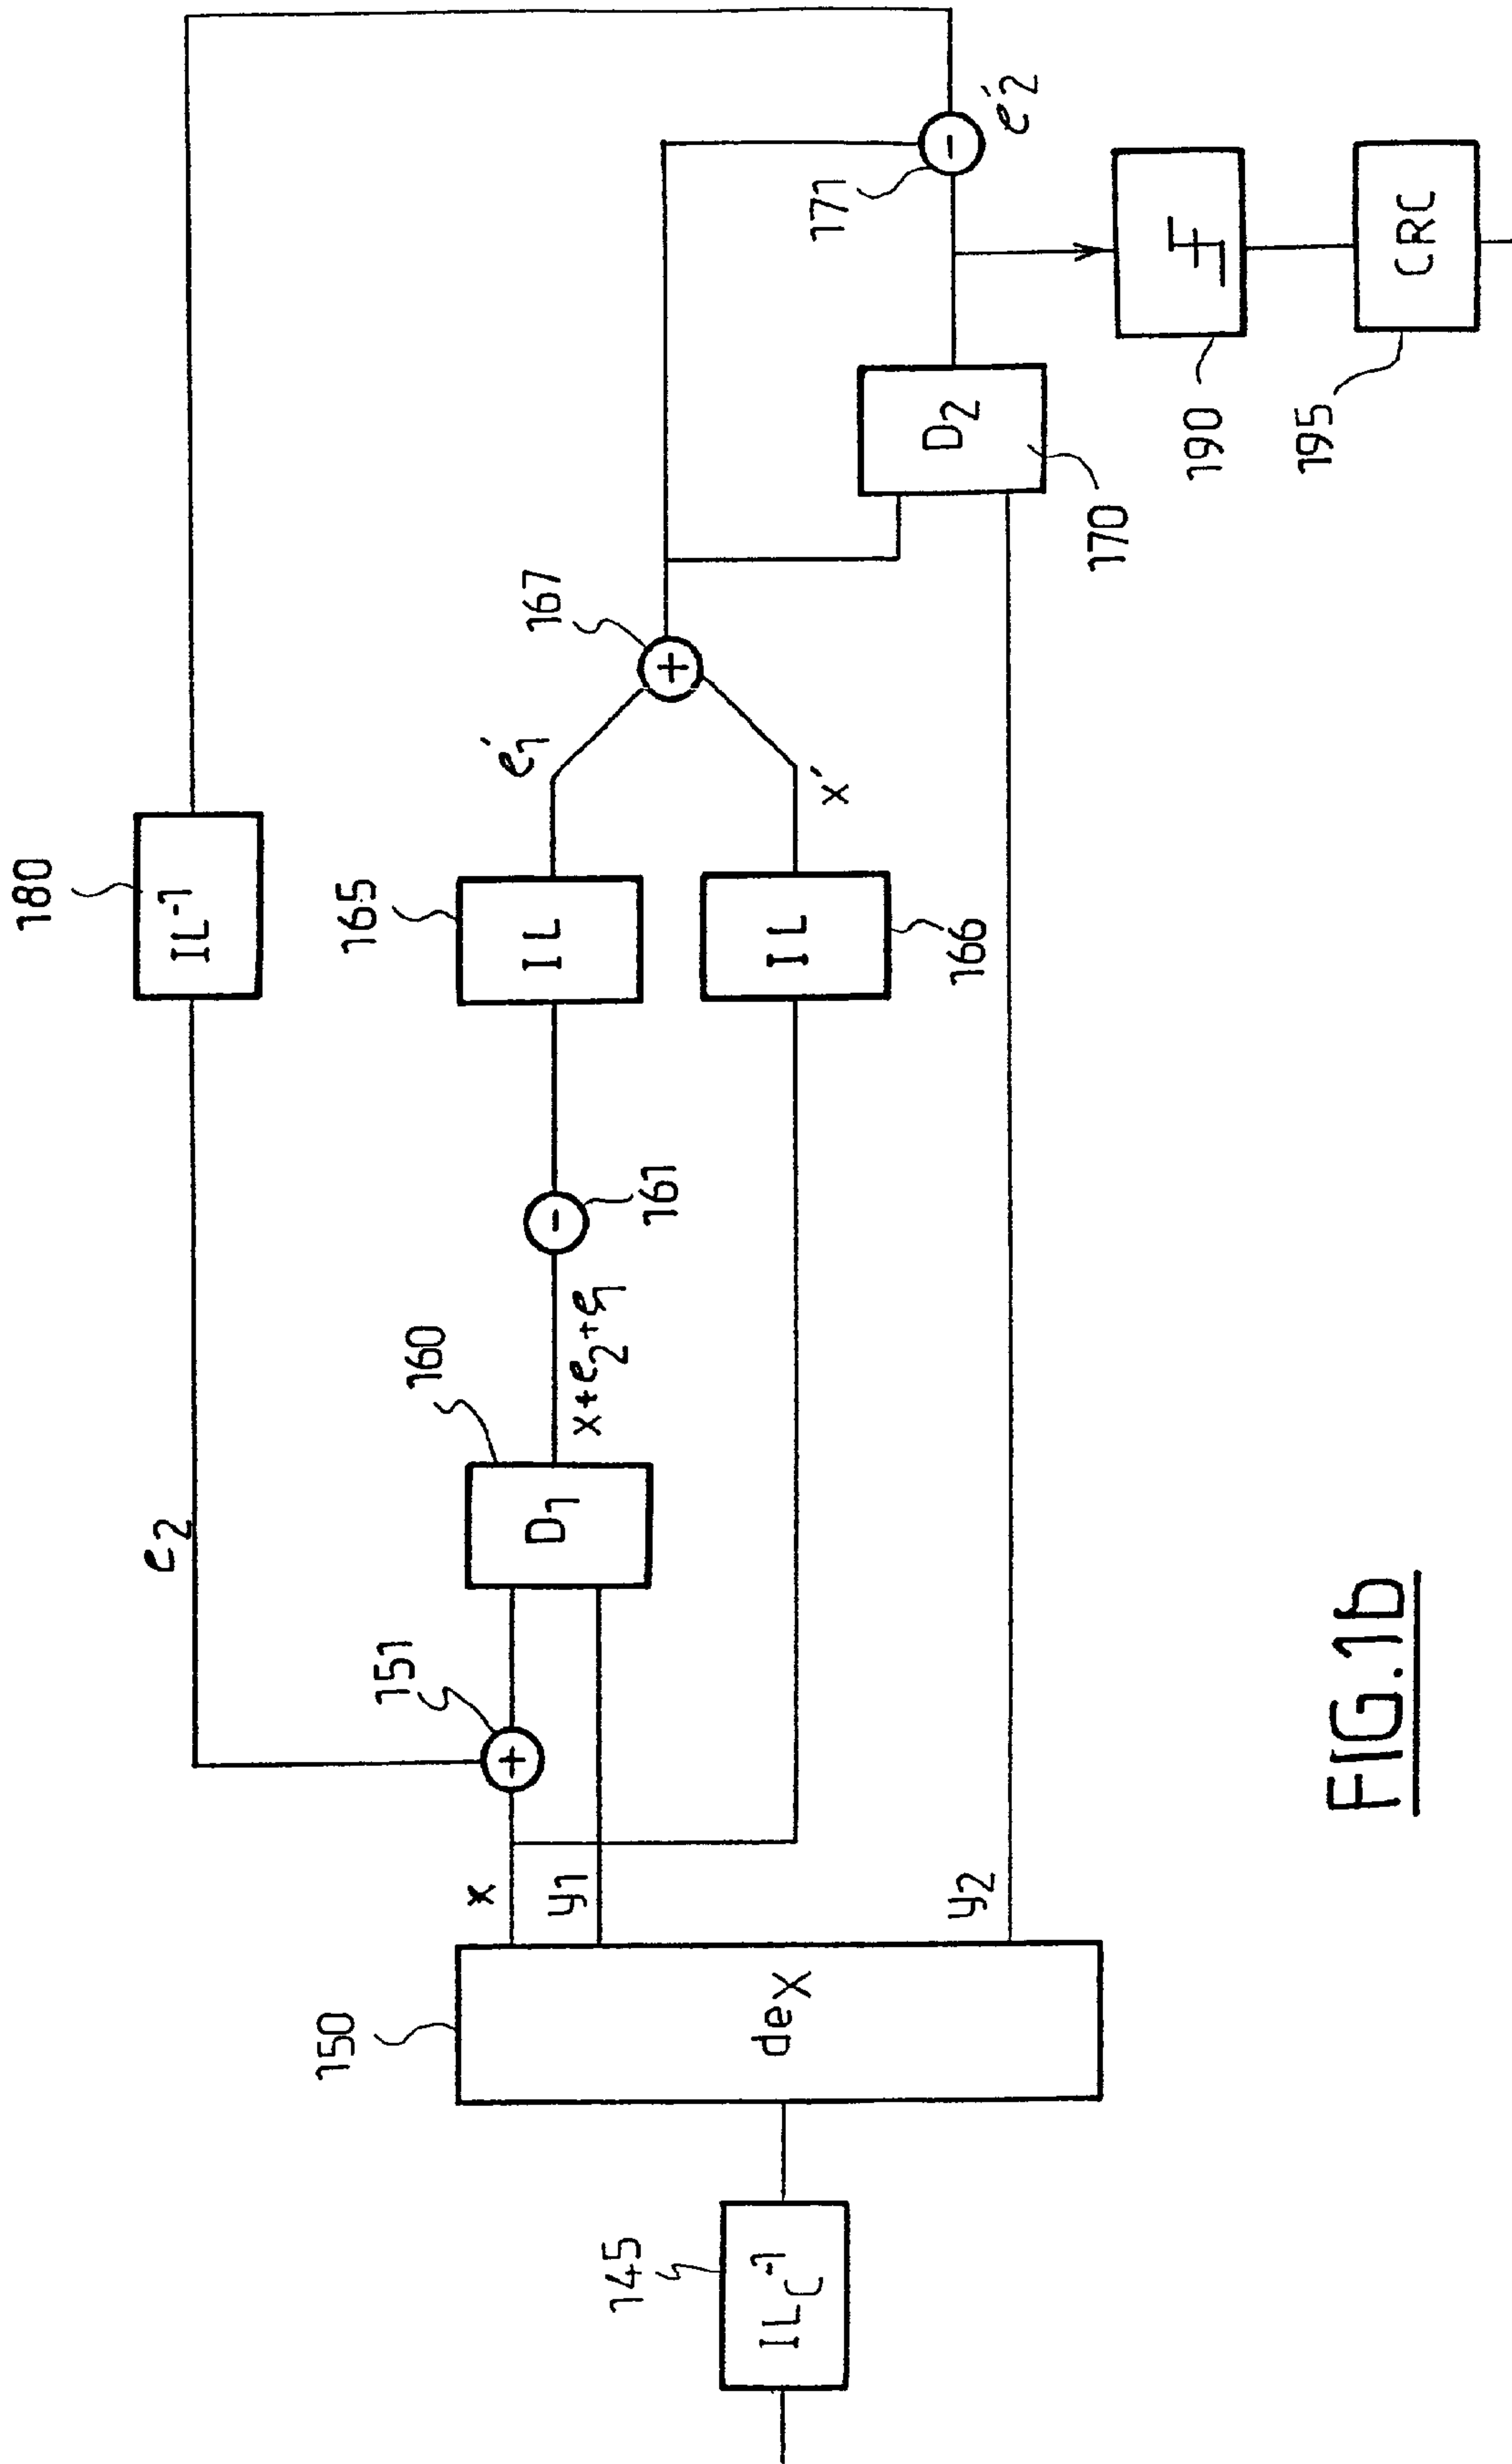 180
IL⁻¹
e₂
150
deX
145
IL_C⁻¹
x
y₁
y₂
151
D₁
160
x+e₂+e₁
161
165
IL
166
IL
e'₁
x'
167
+
+
-
-
D₂
170
171
e'₂
190
195
CRC
FIG.1b